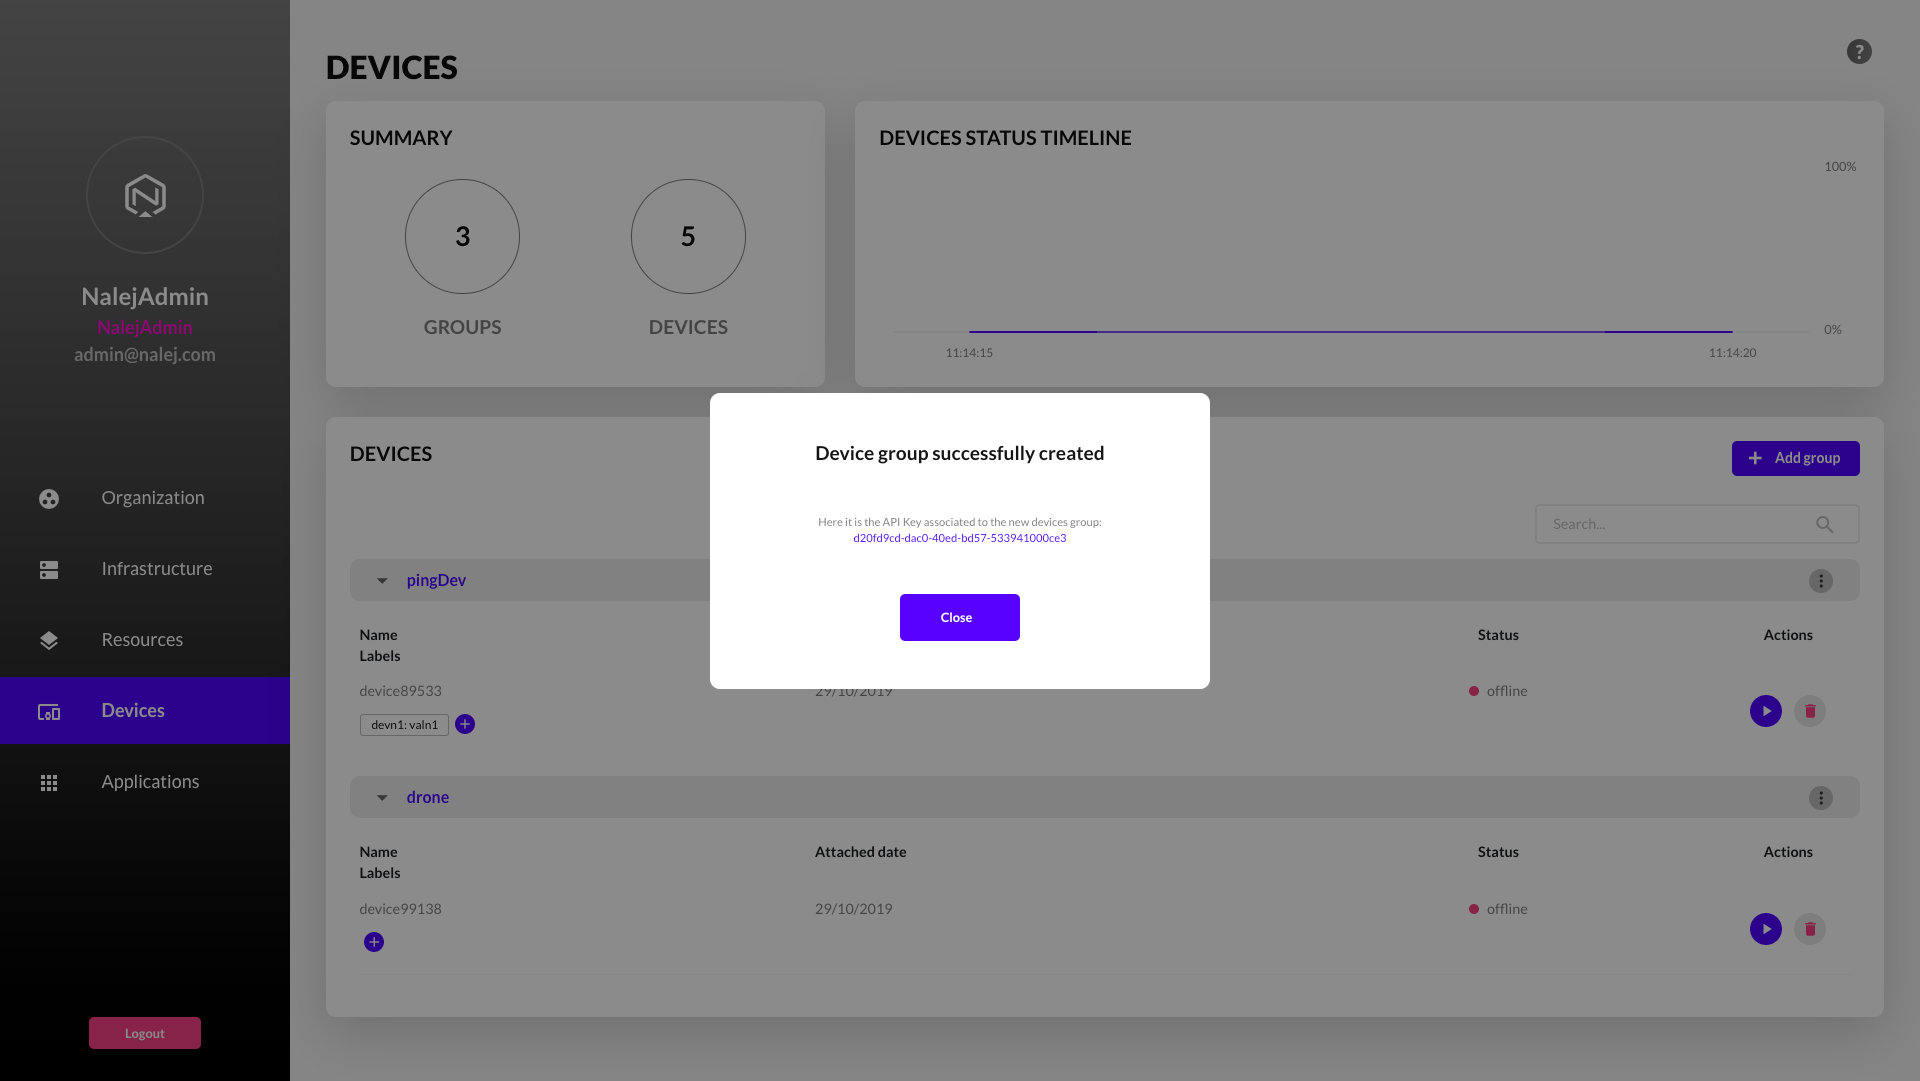 DEVICES
?
SUMMARY
3
5
GROUPS
DEVICES
DEVICES STATUS TIMELINE
100%
0%
11:14:15
11:14:20
NalejAdmin
NalejAdmin
admin@nalej.com
Organization
Infrastructure
Resources
Devices
Applications
Logout
DEVICES
Add group
Search...
Device group successfully created
Here it is the API Key associated to the new devices group:
d20fd9cd-dac0-40ed-bd57-533941000ce3
Close
pingDev
Name
Status
Actions
Labels
device89533
29/10/2019
offline
devn1: valn1
drone
Name
Attached date
Status
Actions
Labels
device99138
29/10/2019
offline